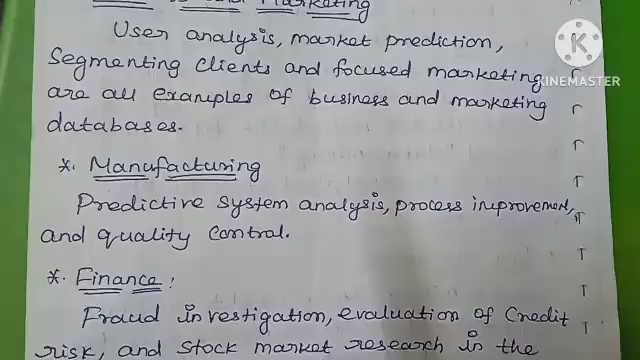 and Marketing
User analysis, market prediction,
Segmenting clients and focused marketing
are all examples of business and marketing
databases.
* Manufacturing
Predictive system analysis, process improvement,
and quality control.
* Finance:
Fraud investigation, evaluation of Credit
risk, and stock market research in the
KINEMASTER